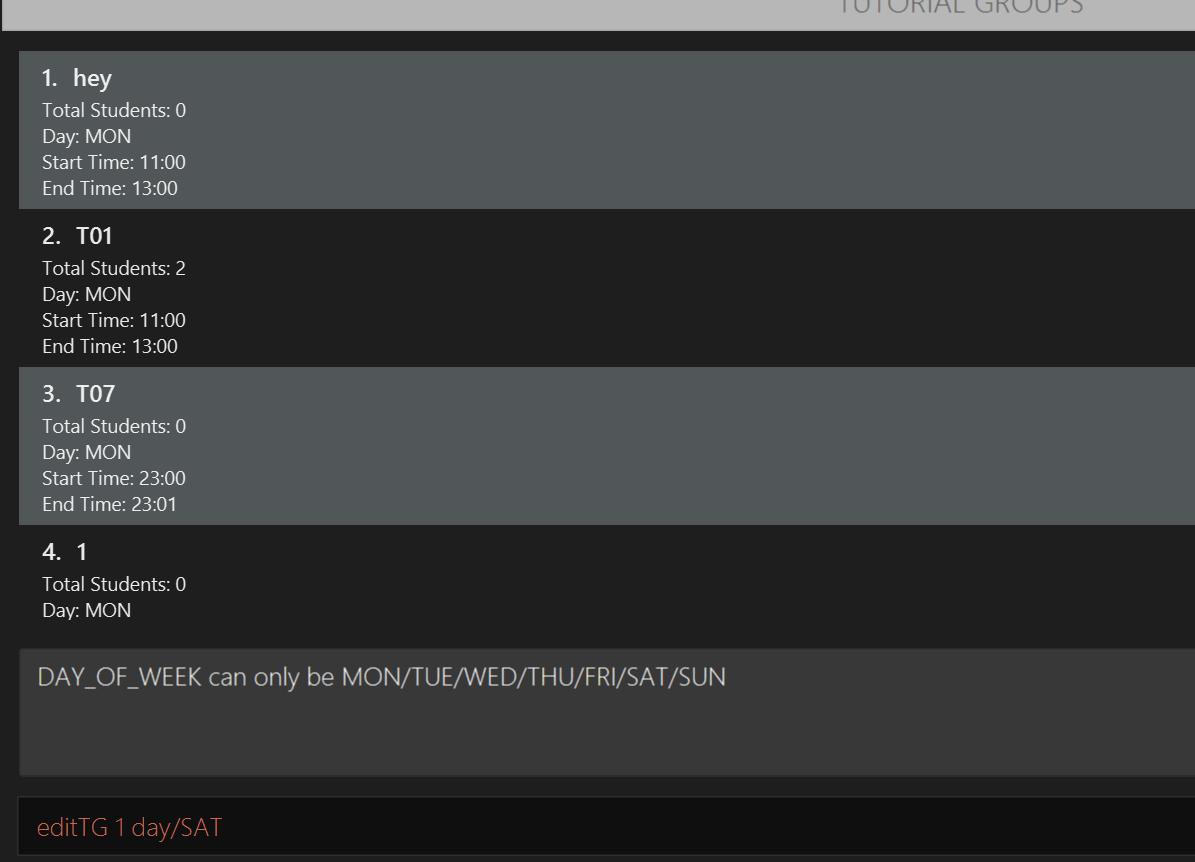 TUTORIAL GROUPS
1. hey
Total Students: 0
Day: MON
Start Time: 11:00
End Time: 13:00
2. T01
Total Students: 2
Day: MON
Start Time: 11:00
End Time: 13:00
3. T07
Total Students: 0
Day: MON
Start Time: 23:00
End Time: 23:01
4. 1
Total Students: 0
Day: MON
DAY_OF_WEEK can only be MON/TUE/WED/THU/FRI/SAT/SUN
editTG 1 day/SAT